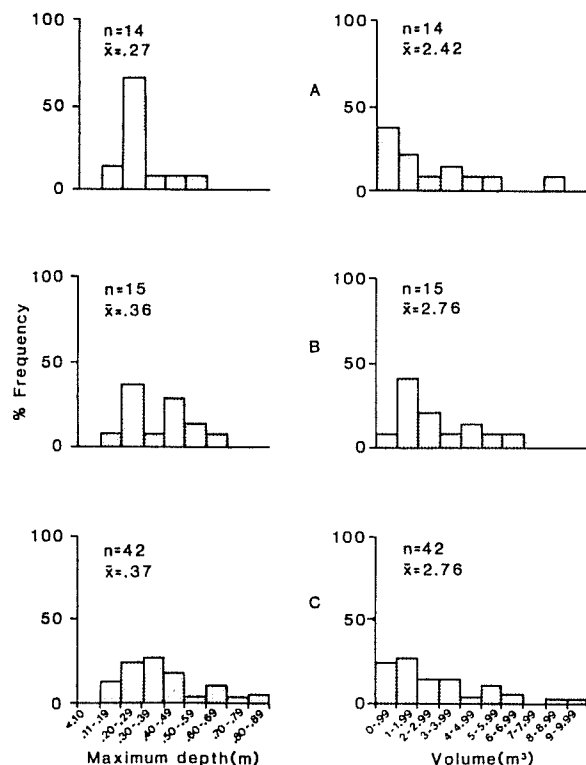 100
50
0
n=14
x̄=.27
100
50
0
n=14
x̄=2.42
A
% Frequency
100
50
0
n=15
x̄=.36
100
50
0
n=15
x̄=2.76
B
100
50
0
n=42
x̄=.37
100
50
0
n=42
x̄=2.76
C
<.10
.11-.19
.20-.29
.30-.39
.40-.49
.50-.59
.60-.69
.70-.79
.80-.89
Maximum depth(m)
0-.99
1-1.99
2-2.99
3-3.99
4-4.99
5-5.99
6-6.99
7-7.99
8-8.99
9-9.99
Volume(m³)